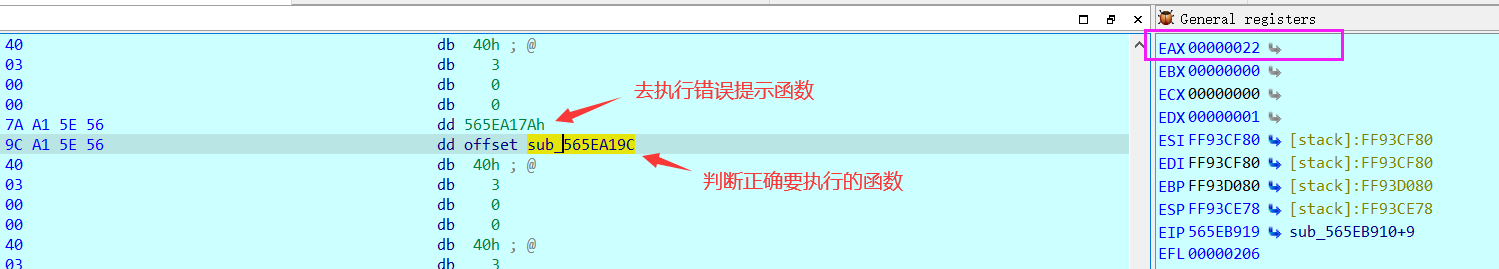 General registers
40 db 40h ; @
03 db 3
00 db 0
00 db 0
7A A1 5E 56 dd 565EA17Ah
9C A1 5E 56 dd offset sub_565EA19C
40 db 40h ; @
03 db 3
00 db 0
00 db 0
40 db 40h ; @
03 db 3
去执行错误提示函数
判断正确要执行的函数
EAX 00000022
EBX 00000000
ECX 00000000
EDX 00000001
ESI FF93CF80 [stack]:FF93CF80
EDI FF93CF80 [stack]:FF93CF80
EBP FF93D080 [stack]:FF93D080
ESP FF93CE78 [stack]:FF93CE78
EIP 565EB919 sub_565EB910+9
EFL 00000206